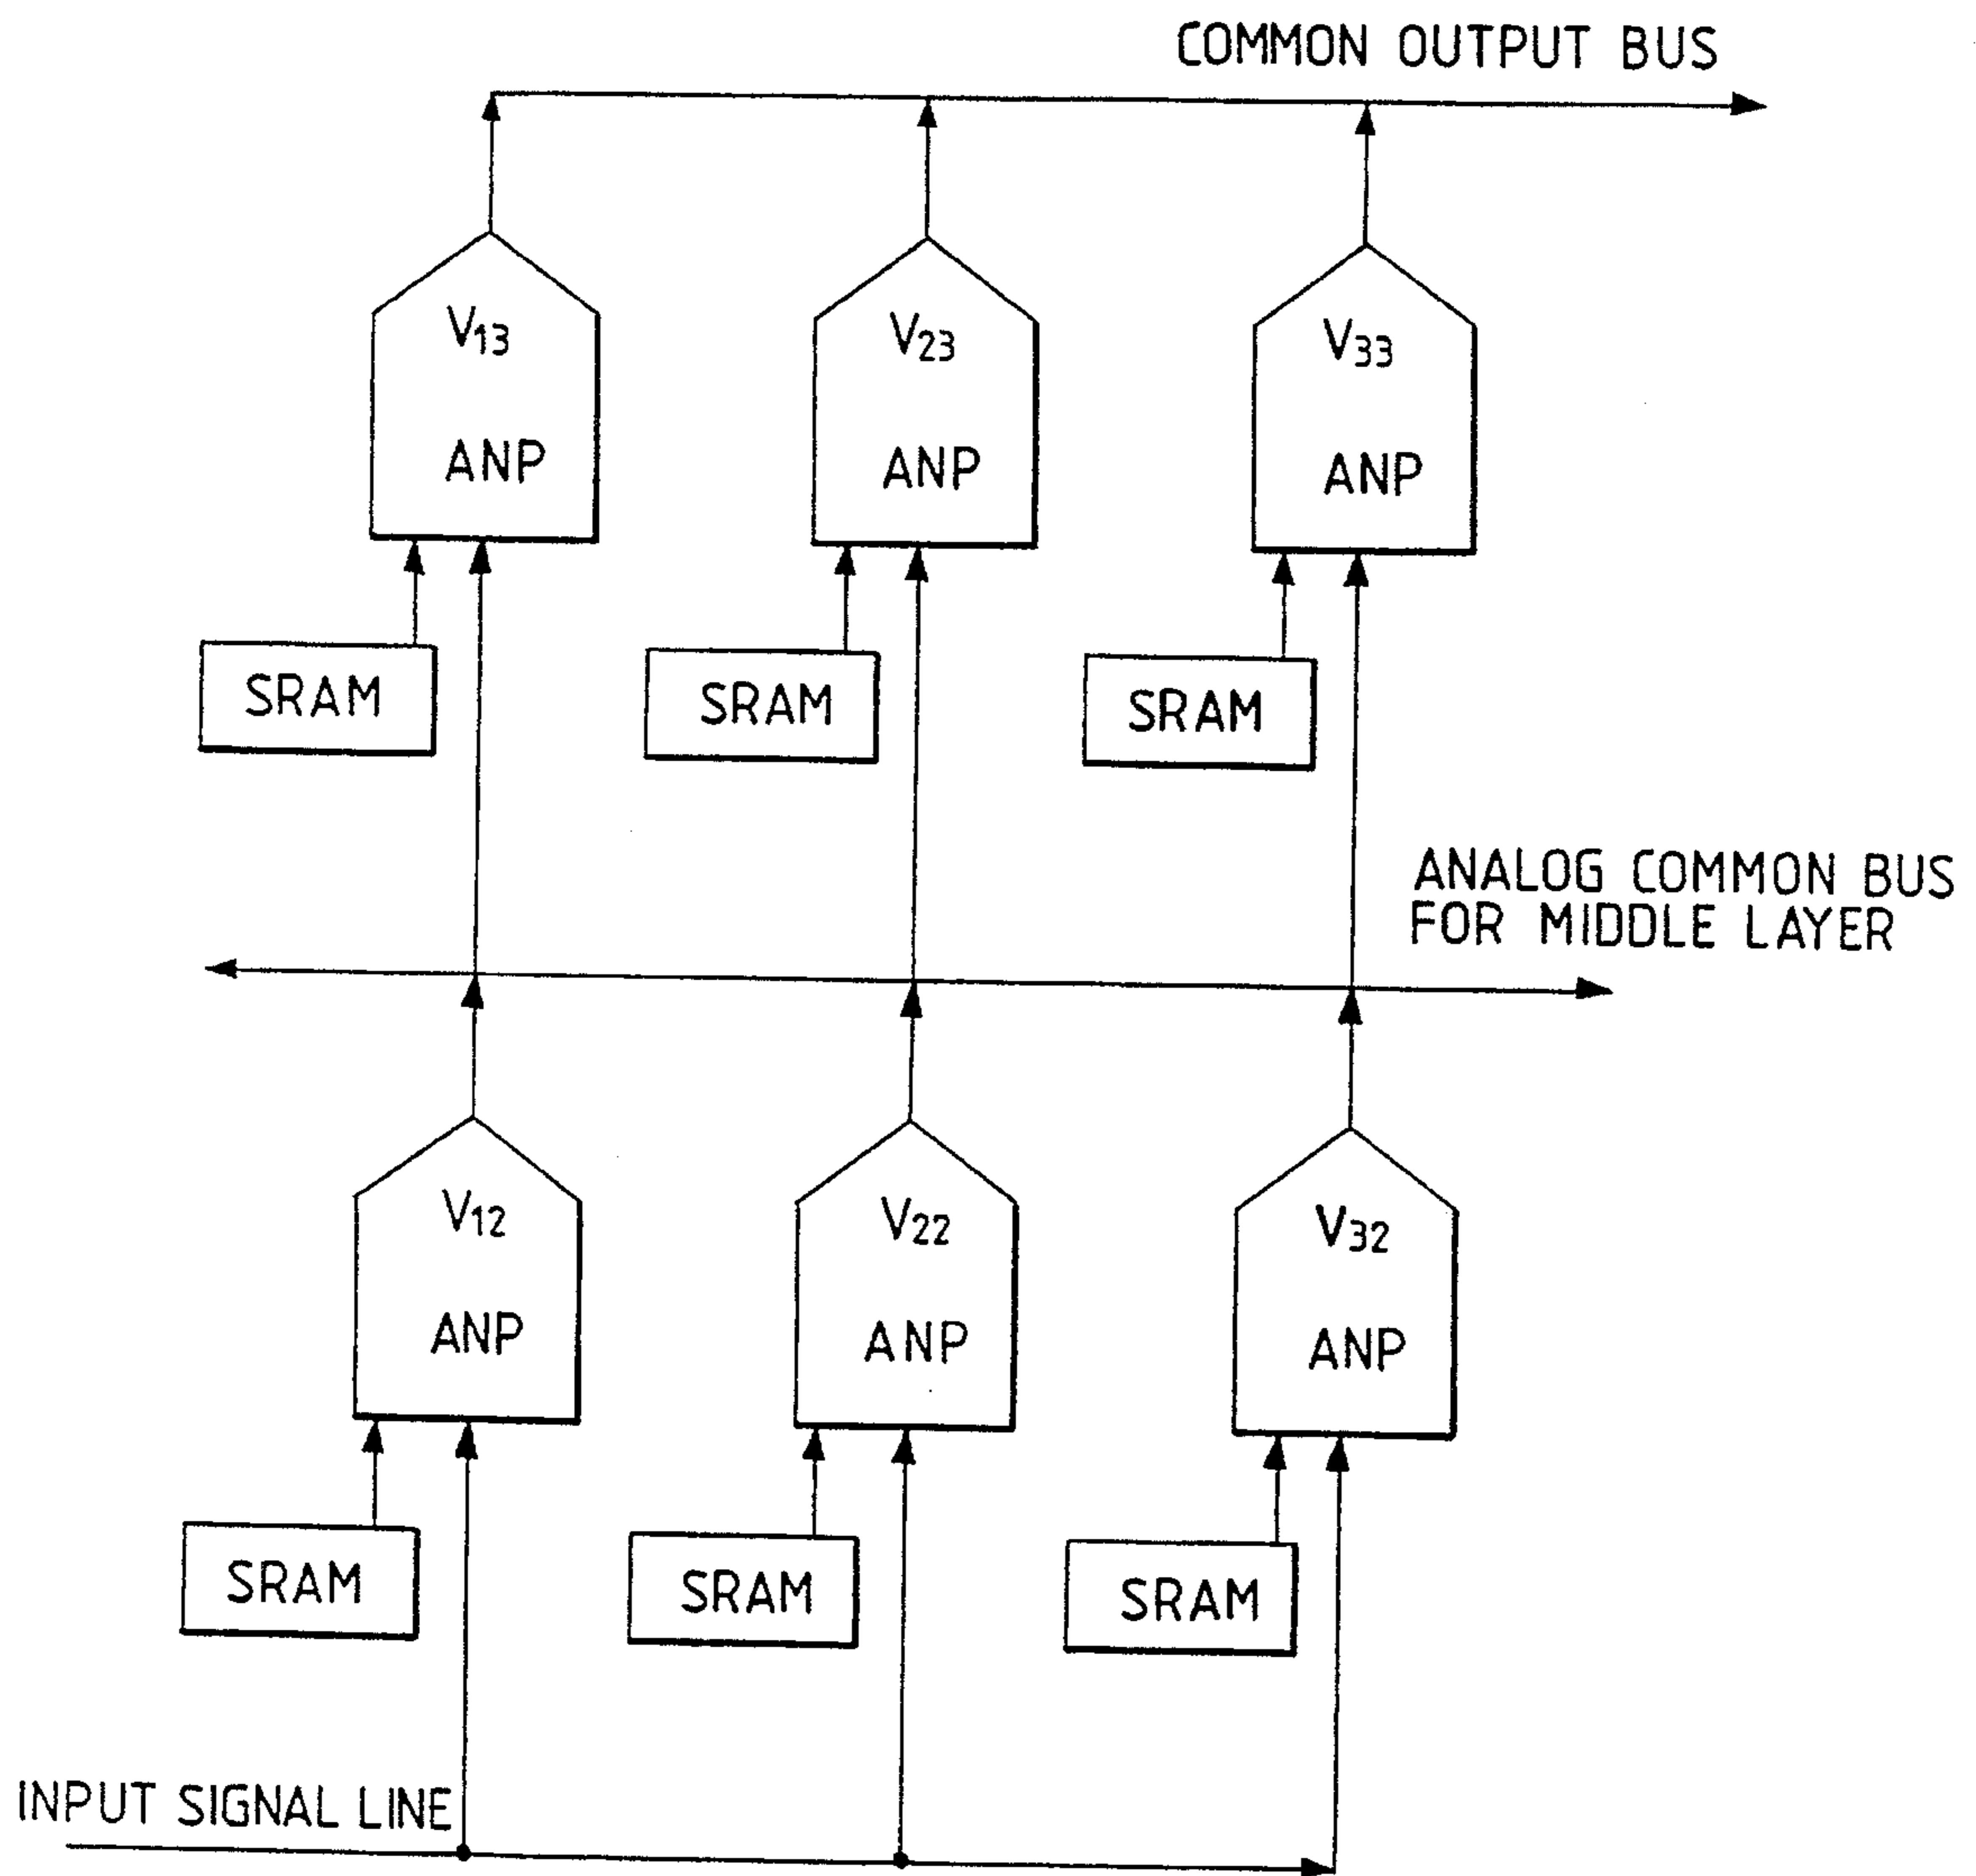 COMMON OUTPUT BUS
V13 V23 V33
ANP ANP ANP
SRAM SRAM SRAM
ANALOG COMMON BUS
FOR MIDDLE LAYER
V12 V22 V32
ANP ANP ANP
SRAM SRAM SRAM
INPUT SIGNAL LINE